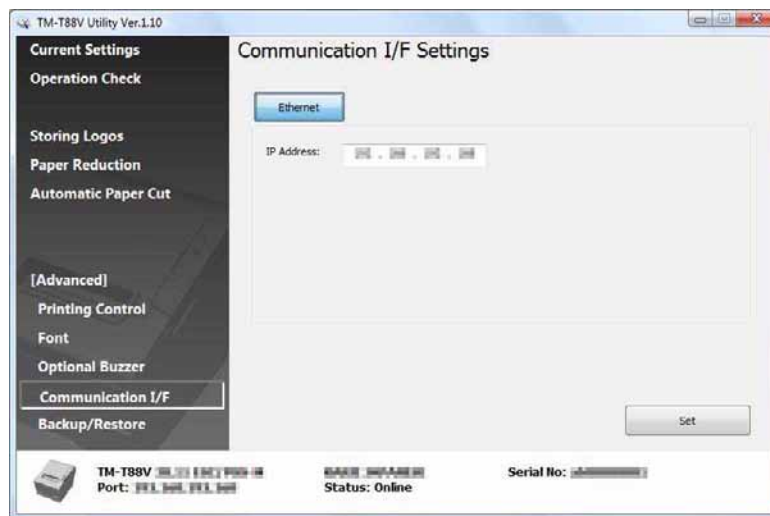 TM-T88V Utility Ver.1.10
Current Settings
Operation Check
Storing Logos
Paper Reduction
Automatic Paper Cut
[Advanced]
Printing Control
Font
Optional Buzzer
Communication I/F
Backup/Restore
Communication I/F Settings
Ethernet
IP Address:
Set
TM-T88V
Port:
Status: Online
Serial No: